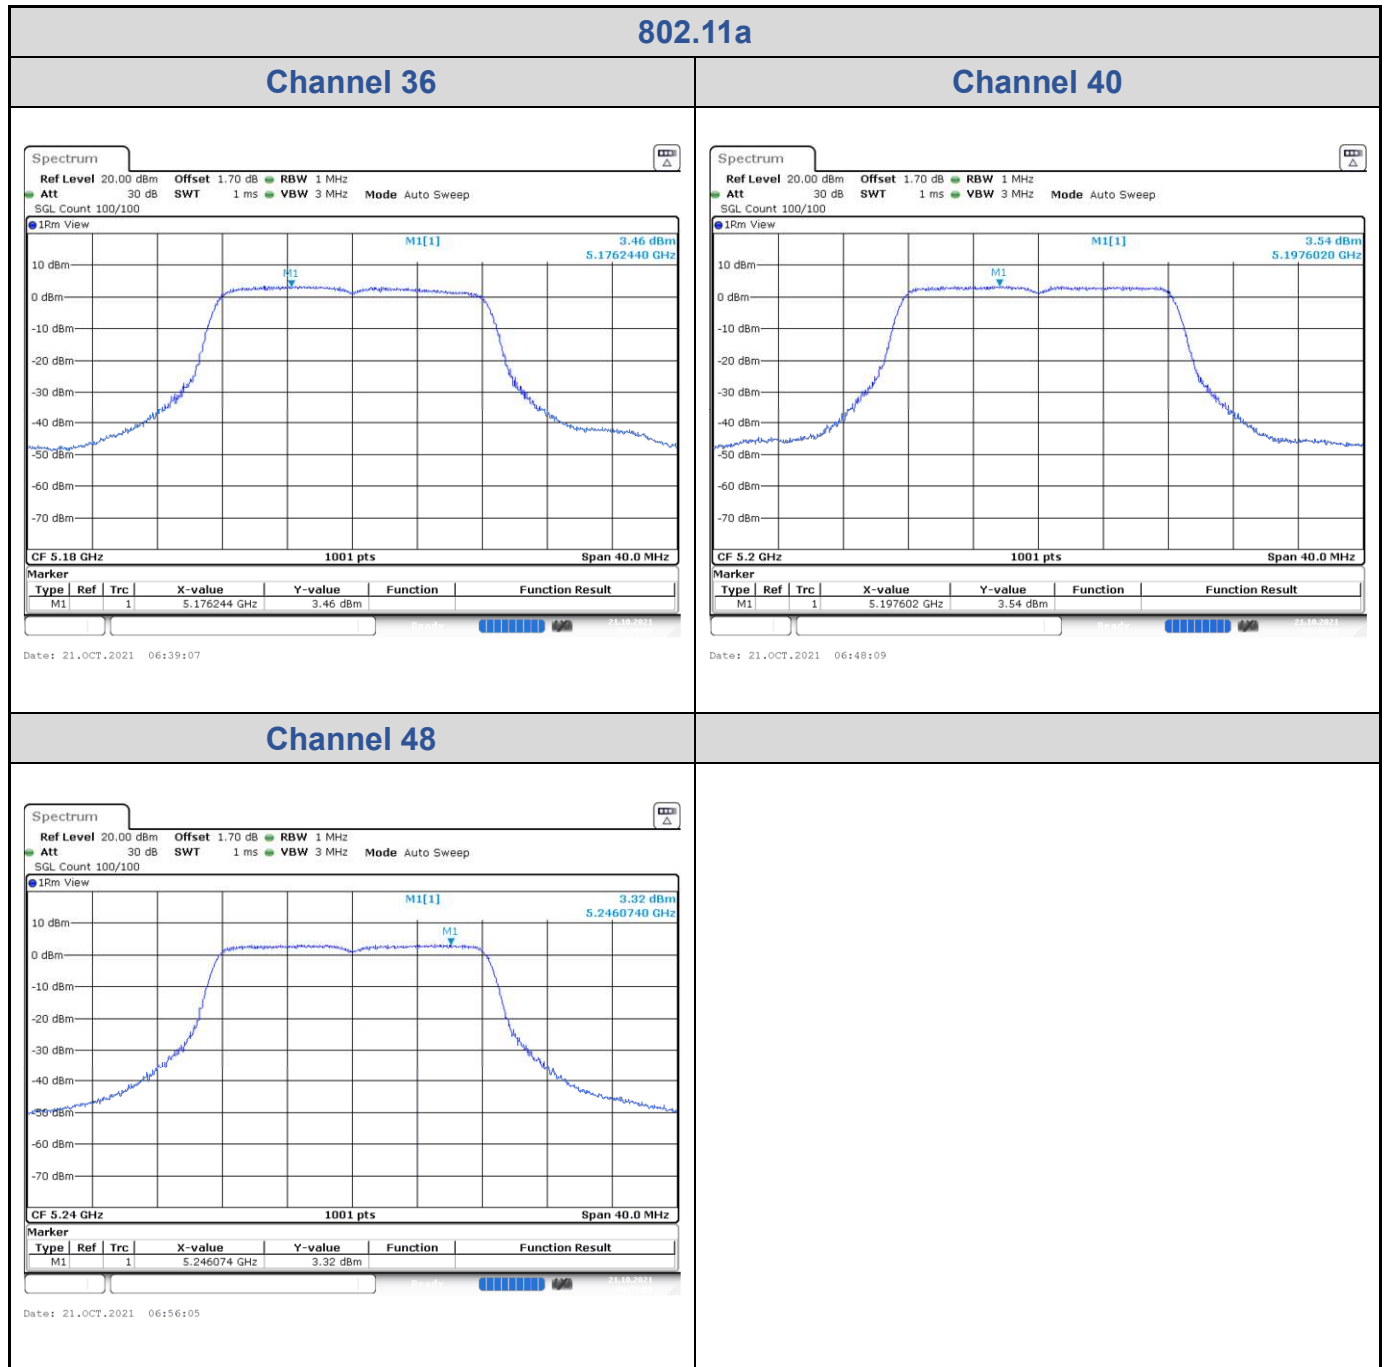 802.11a
Channel 36
Channel 40
Spectrum
Ref Level 20.00 dBm Offset 1.70 dB RBW 1 MHz
Att 30 dB SWT 1 ms VBW 3 MHz Mode Auto Sweep
SGL Count 100/100
1Rm View
M1[1] 3.46 dBm
5.1762440 GHz
M1
10 dBm
0 dBm
-10 dBm
-20 dBm
-30 dBm
-40 dBm
-50 dBm
-60 dBm
-70 dBm
CF 5.18 GHz 1001 pts Span 40.0 MHz
Marker
Type Ref Trc X-value Y-value Function Function Result
M1 1 5.176244 GHz 3.46 dBm
Ready 21.10.2021
Date: 21.OCT.2021 06:39:07
Spectrum
Ref Level 20.00 dBm Offset 1.70 dB RBW 1 MHz
Att 30 dB SWT 1 ms VBW 3 MHz Mode Auto Sweep
SGL Count 100/100
1Rm View
M1[1] 3.54 dBm
5.1976020 GHz
M1
10 dBm
0 dBm
-10 dBm
-20 dBm
-30 dBm
-40 dBm
-50 dBm
-60 dBm
-70 dBm
CF 5.2 GHz 1001 pts Span 40.0 MHz
Marker
Type Ref Trc X-value Y-value Function Function Result
M1 1 5.197602 GHz 3.54 dBm
Ready 21.10.2021
Date: 21.OCT.2021 06:48:09
Channel 48
Spectrum
Ref Level 20.00 dBm Offset 1.70 dB RBW 1 MHz
Att 30 dB SWT 1 ms VBW 3 MHz Mode Auto Sweep
SGL Count 100/100
1Rm View
M1[1] 3.32 dBm
5.2460740 GHz
M1
10 dBm
0 dBm
-10 dBm
-20 dBm
-30 dBm
-40 dBm
-50 dBm
-60 dBm
-70 dBm
CF 5.24 GHz 1001 pts Span 40.0 MHz
Marker
Type Ref Trc X-value Y-value Function Function Result
M1 1 5.246074 GHz 3.32 dBm
Ready 21.10.2021
Date: 21.OCT.2021 06:56:05